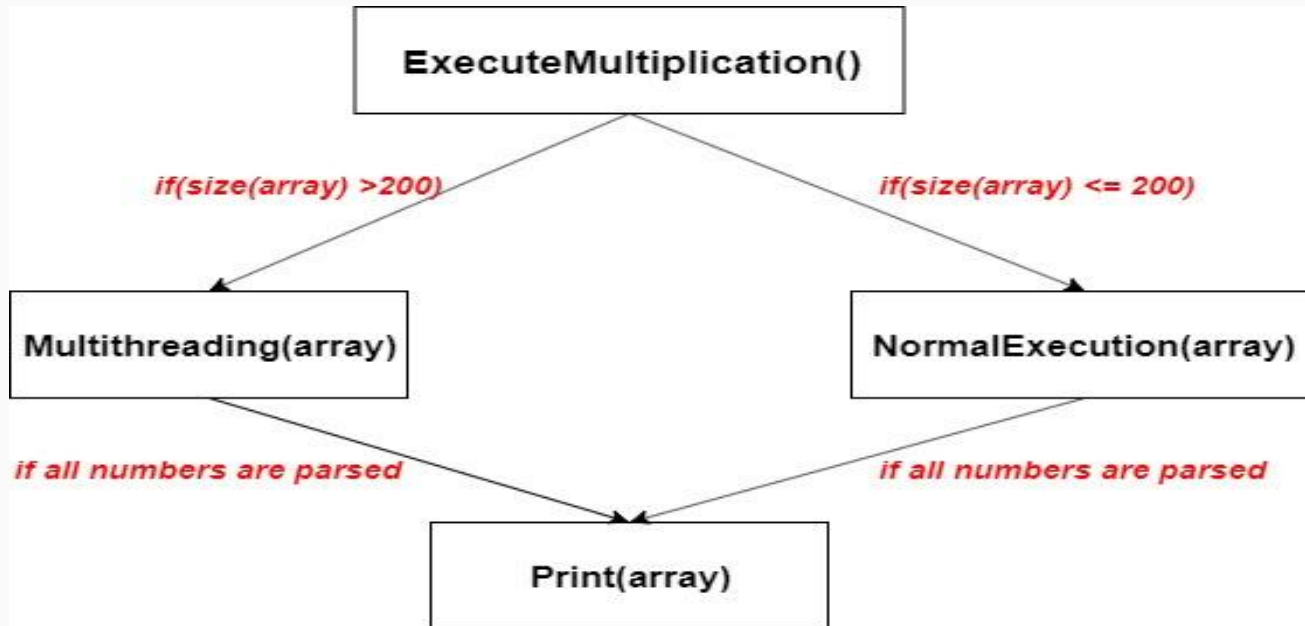 ExecuteMultiplication()
if(size(array) >200)
if(size(array) <= 200)
Multithreading(array)
NormalExecution(array)
if all numbers are parsed
if all numbers are parsed
Print(array)